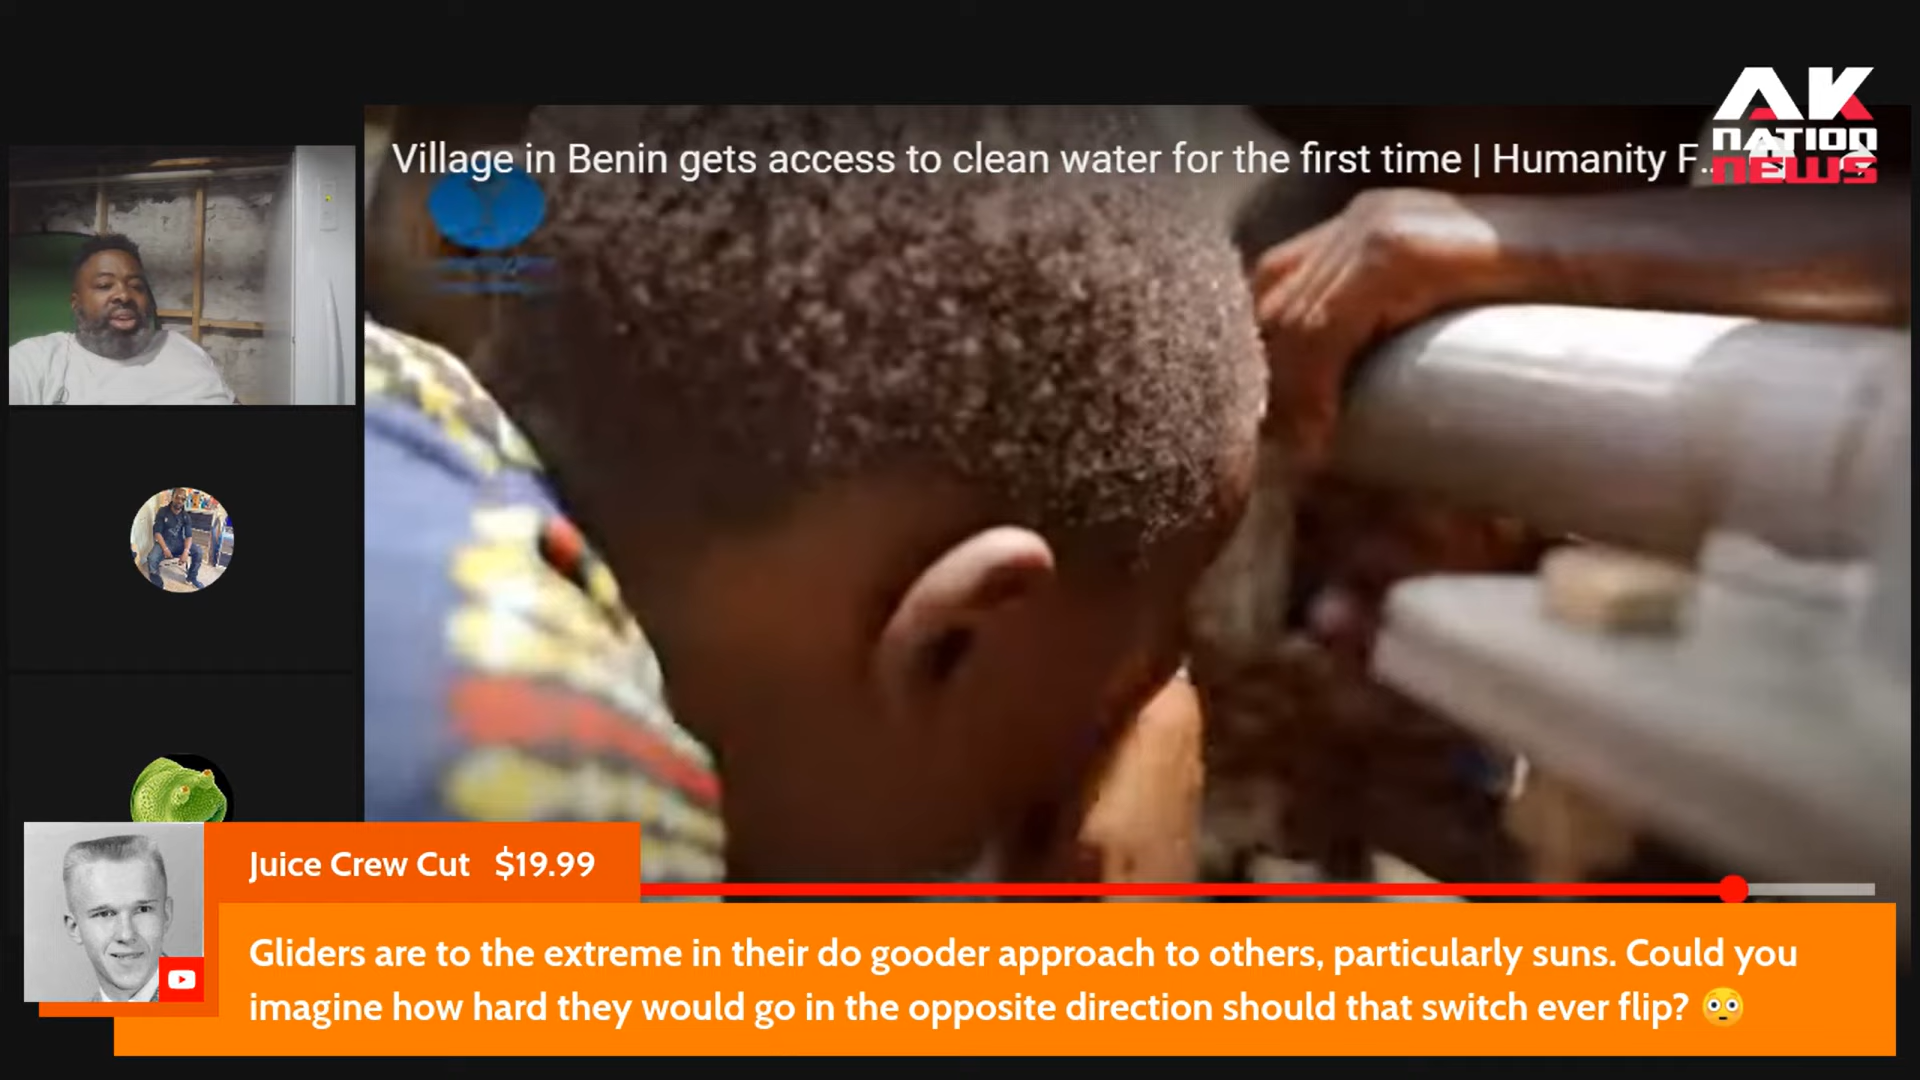 Village in Benin gets access to clean water for the first time | Humanity F...
AK
NATION
NEWS
Juice Crew Cut $19.99
Gliders are to the extreme in their do gooder approach to others, particularly suns. Could you
imagine how hard they would go in the opposite direction should that switch ever flip? 😳